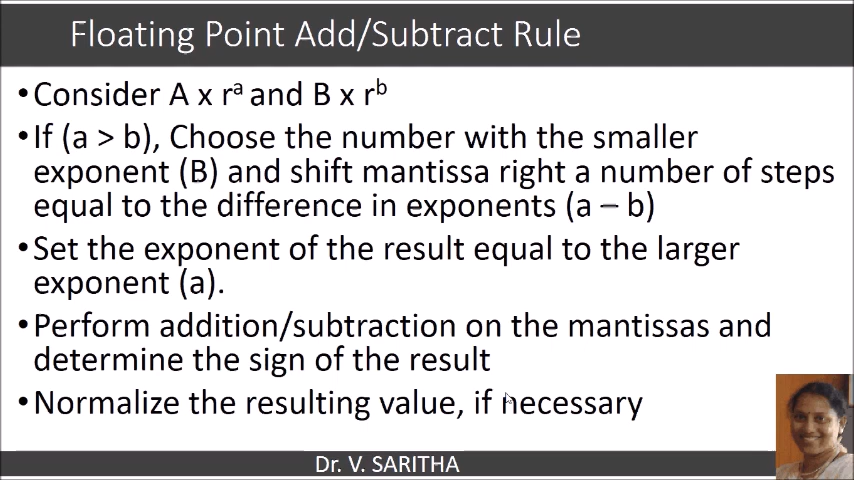 Floating Point Add/Subtract Rule
•Consider A x rᵃ and B x rᵇ
•If (a > b), Choose the number with the smaller
exponent (B) and shift mantissa right a number of steps
equal to the difference in exponents (a – b)
•Set the exponent of the result equal to the larger
exponent (a).
•Perform addition/subtraction on the mantissas and
determine the sign of the result
•Normalize the resulting value, if necessary
Dr. V. SARITHA